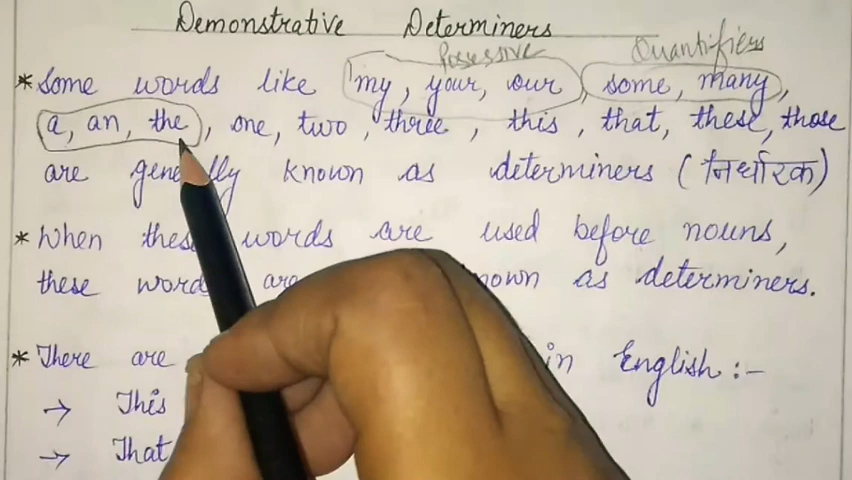 Demonstrative Determiners
Possessive Quantifiers
* Some words like my, your, our, some, many,
a, an, the, one, two, three, this, that, these, those
are generally known as determiners (निर्धारक)
* When these words are used before nouns,
these words are known as determiners.
* There are in English :-
→ This
→ That